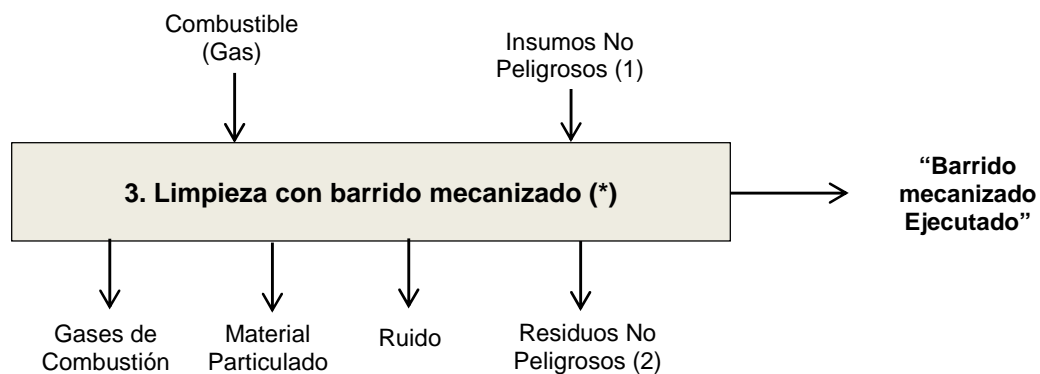 Combustible
(Gas)
Insumos No
Peligrosos (1)
3. Limpieza con barrido mecanizado (*)
“Barrido
mecanizado
Ejecutado”
Gases de
Combustión
Material
Particulado
Ruido
Residuos No
Peligrosos (2)